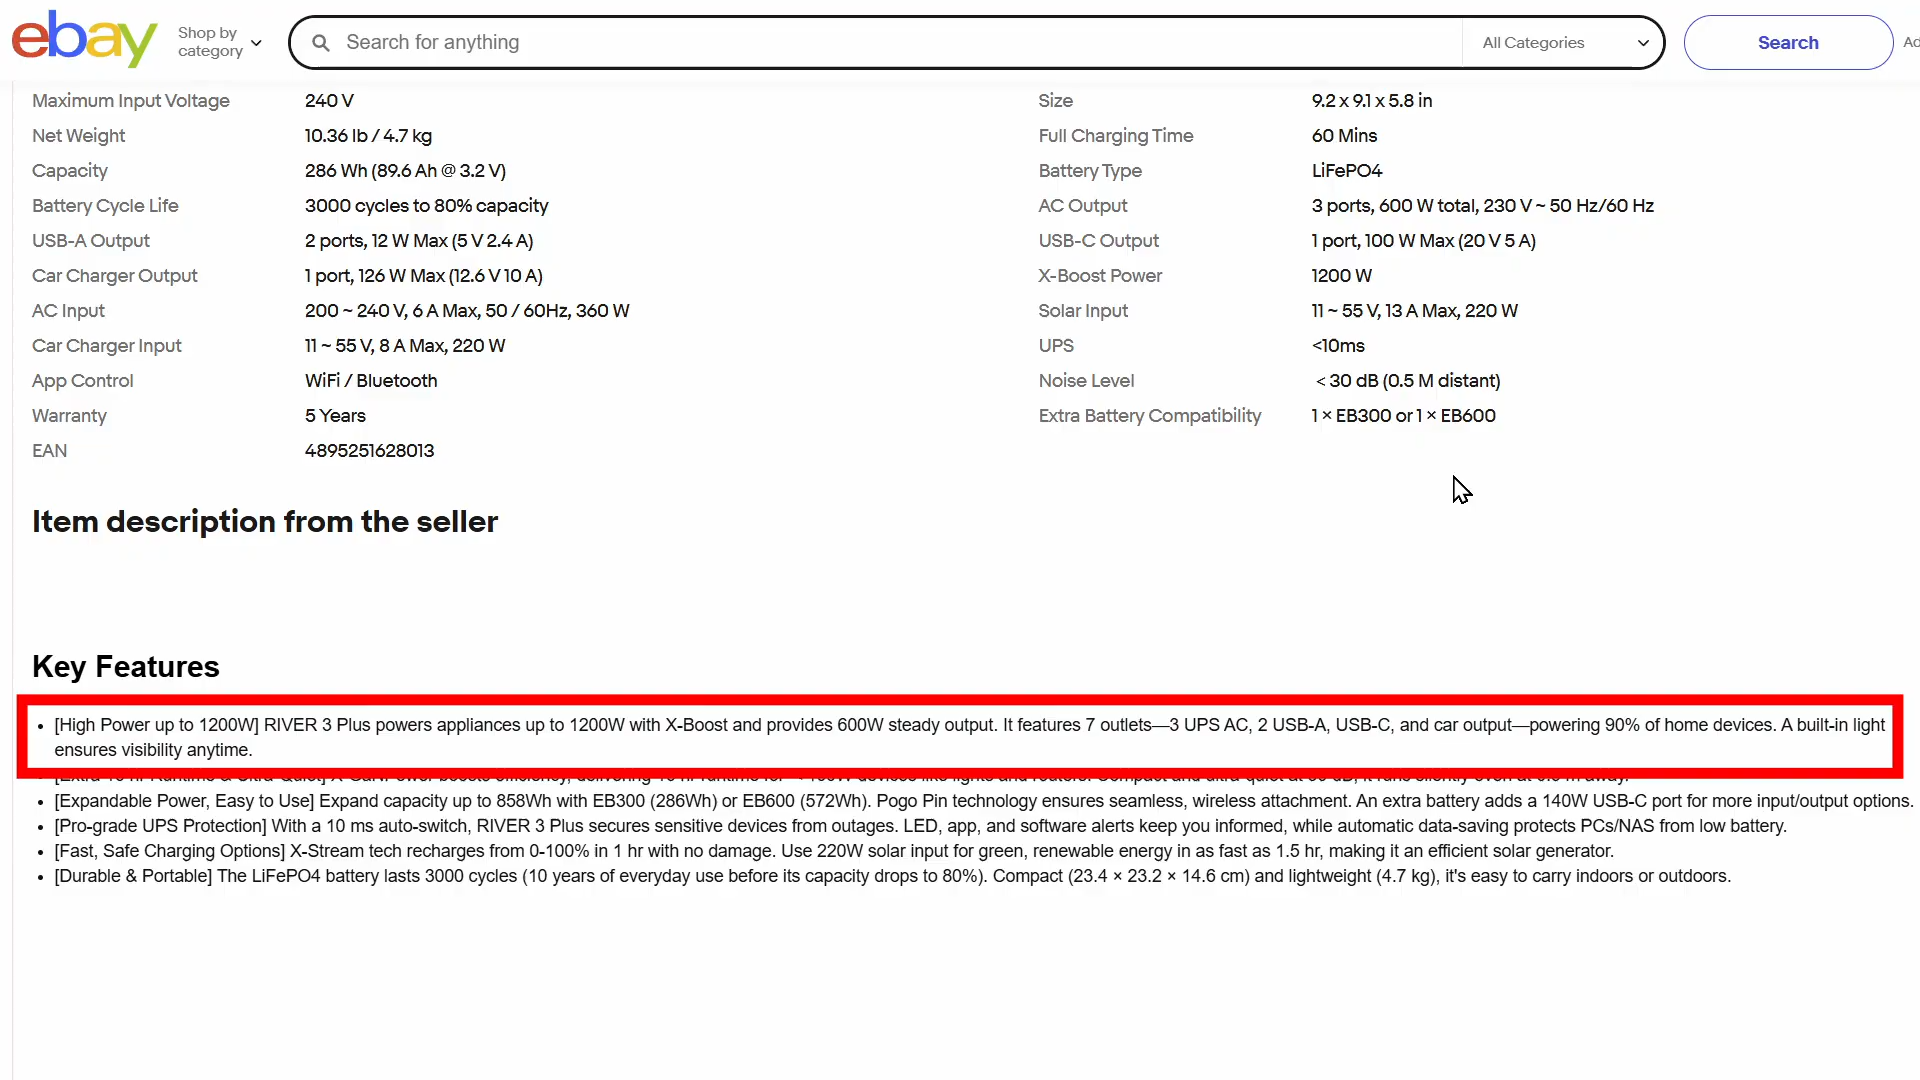 ebay
Shop by
category
Search for anything
All Categories
Search
Ad
Maximum Input Voltage 240 V Size 9.2 x 9.1 x 5.8 in
Net Weight 10.36 lb / 4.7 kg Full Charging Time 60 Mins
Capacity 286 Wh (89.6 Ah @ 3.2 V) Battery Type LiFePO4
Battery Cycle Life 3000 cycles to 80% capacity AC Output 3 ports, 600 W total, 230 V ~ 50 Hz/60 Hz
USB-A Output 2 ports, 12 W Max (5 V 2.4 A) USB-C Output 1 port, 100 W Max (20 V 5 A)
Car Charger Output 1 port, 126 W Max (12.6 V 10 A) X-Boost Power 1200 W
AC Input 200 ~ 240 V, 6 A Max, 50 / 60Hz, 360 W Solar Input 11 ~ 55 V, 13 A Max, 220 W
Car Charger Input 11 ~ 55 V, 8 A Max, 220 W UPS <10ms
App Control WiFi / Bluetooth Noise Level < 30 dB (0.5 M distant)
Warranty 5 Years Extra Battery Compatibility 1 × EB300 or 1 × EB600
EAN 4895251628013
Item description from the seller
Key Features
• [High Power up to 1200W] RIVER 3 Plus powers appliances up to 1200W with X-Boost and provides 600W steady output. It features 7 outlets—3 UPS AC, 2 USB-A, USB-C, and car output—powering 90% of home devices. A built-in light
ensures visibility anytime.
• [Expandable Power, Easy to Use] Expand capacity up to 858Wh with EB300 (286Wh) or EB600 (572Wh). Pogo Pin technology ensures seamless, wireless attachment. An extra battery adds a 140W USB-C port for more input/output options.
• [Pro-grade UPS Protection] With a 10 ms auto-switch, RIVER 3 Plus secures sensitive devices from outages. LED, app, and software alerts keep you informed, while automatic data-saving protects PCs/NAS from low battery.
• [Fast, Safe Charging Options] X-Stream tech recharges from 0-100% in 1 hr with no damage. Use 220W solar input for green, renewable energy in as fast as 1.5 hr, making it an efficient solar generator.
• [Durable & Portable] The LiFePO4 battery lasts 3000 cycles (10 years of everyday use before its capacity drops to 80%). Compact (23.4 × 23.2 × 14.6 cm) and lightweight (4.7 kg), it's easy to carry indoors or outdoors.